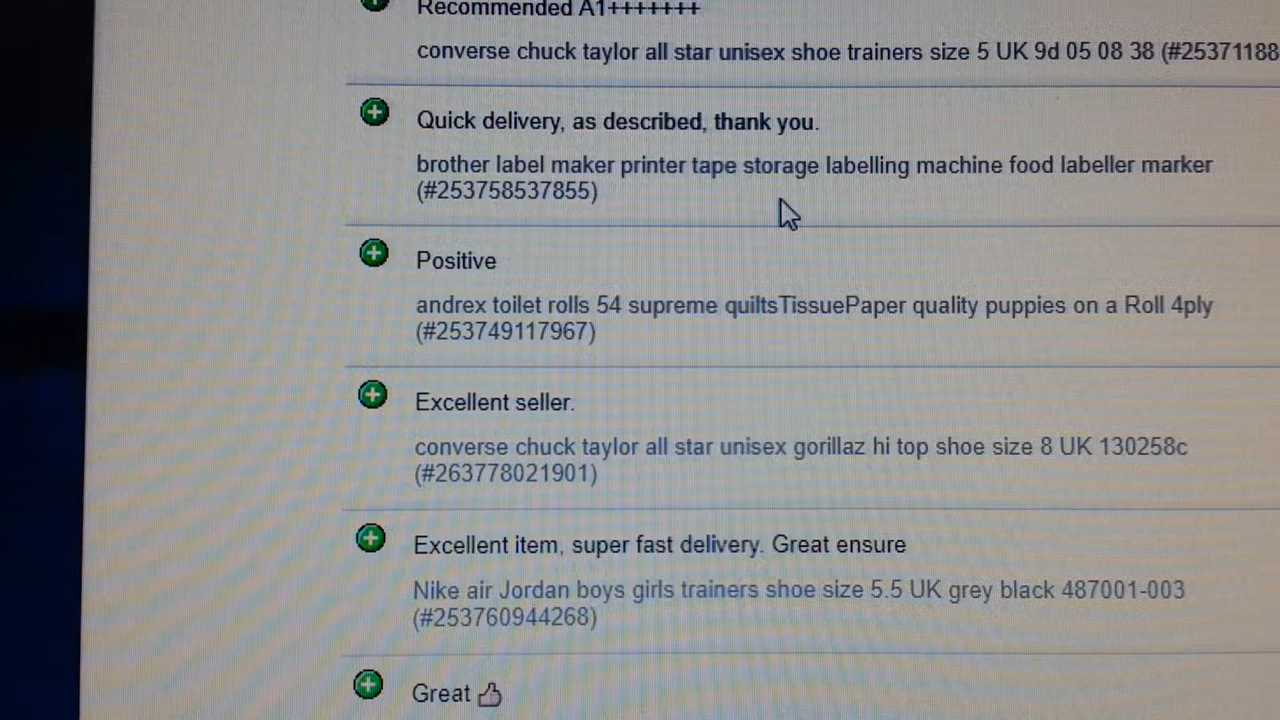 Recommended A1+++++++
converse chuck taylor all star unisex shoe trainers size 5 UK 9d 05 08 38 (#25371188
Quick delivery, as described, thank you.
brother label maker printer tape storage labelling machine food labeller marker
(#253758537855)
Positive
andrex toilet rolls 54 supreme quiltsTissuePaper quality puppies on a Roll 4ply
(#253749117967)
Excellent seller.
converse chuck taylor all star unisex gorillaz hi top shoe size 8 UK 130258c
(#263778021901)
Excellent item, super fast delivery. Great ensure
Nike air Jordan boys girls trainers shoe size 5.5 UK grey black 487001-003
(#253760944268)
Great 👍